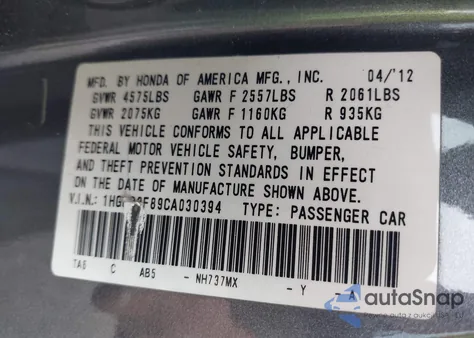 MFD. BY HONDA OF AMERICA MFG., INC. 04/'12
GVWR 4575LBS GAWR F 2557LBS R 2061LBS
GVWR 2075KG GAWR F 1160KG R 935KG
THIS VEHICLE CONFORMS TO ALL APPLICABLE
FEDERAL MOTOR VEHICLE SAFETY, BUMPER,
AND THEFT PREVENTION STANDARDS IN EFFECT
ON THE DATE OF MANUFACTURE SHOWN ABOVE.
V.I.N.: TYPE: PASSENGER CAR
TA5 C AB5 - NH737MX - Y
autoSnap